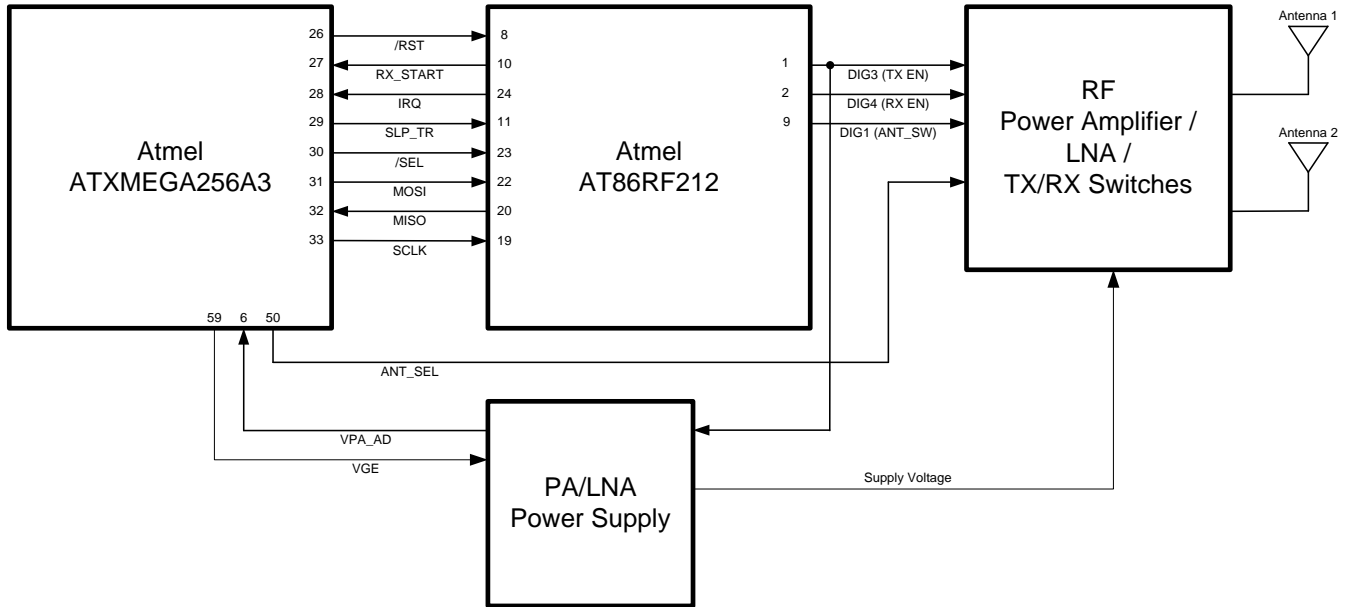 Atmel
ATXMEGA256A3
26
/RST
8
27
RX_START
10
28
IRQ
24
29
SLP_TR
11
30
/SEL
23
31
MOSI
22
32
MISO
20
33
SCLK
19
59 6 50
Atmel
AT86RF212
1
DIG3 (TX EN)
2
DIG4 (RX EN)
9
DIG1 (ANT_SW)
RF
Power Amplifier /
LNA /
TX/RX Switches
Antenna 1
Antenna 2
ANT_SEL
VPA_AD
VGE
PA/LNA
Power Supply
Supply Voltage